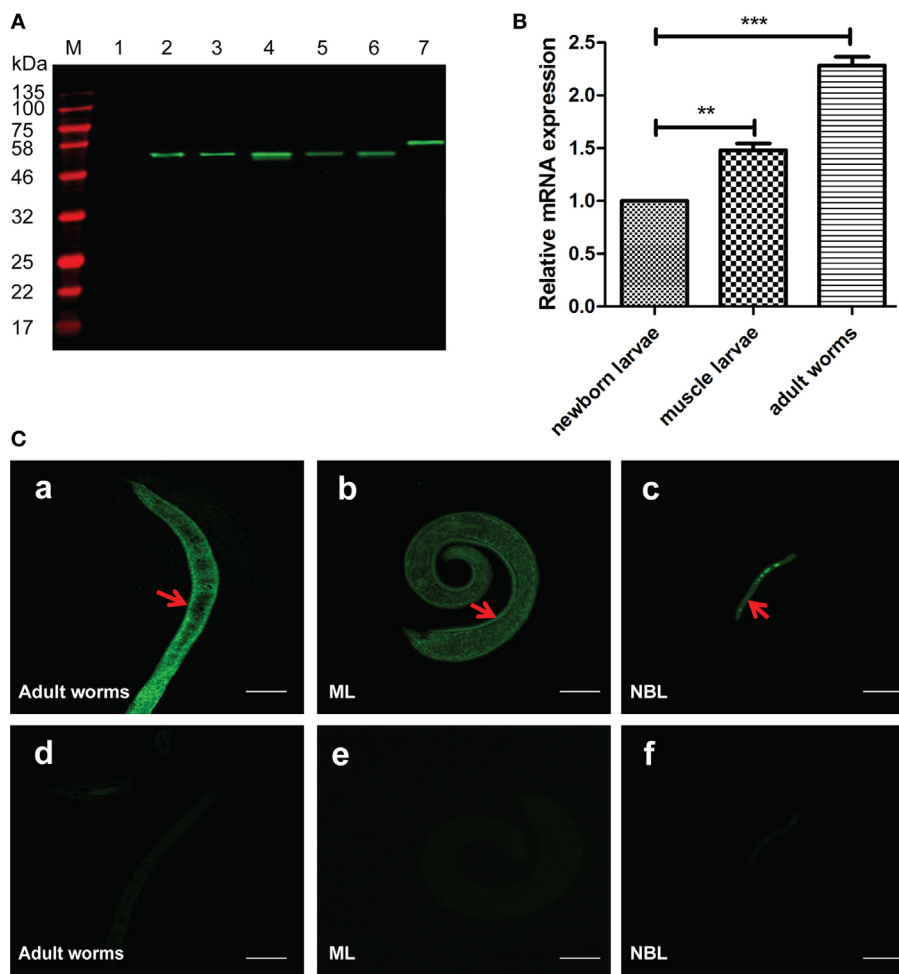 A
M 1 2 3 4 5 6 7
kDa
135
100
75
58
46
32
25
22
17
B
Relative mRNA expression
2.5
2.0
1.5
1.0
0.5
0.0
***
**
newborn larvae
muscle larvae
adult worms
C
a
Adult worms
b
ML
c
NBL
d
Adult worms
e
ML
f
NBL